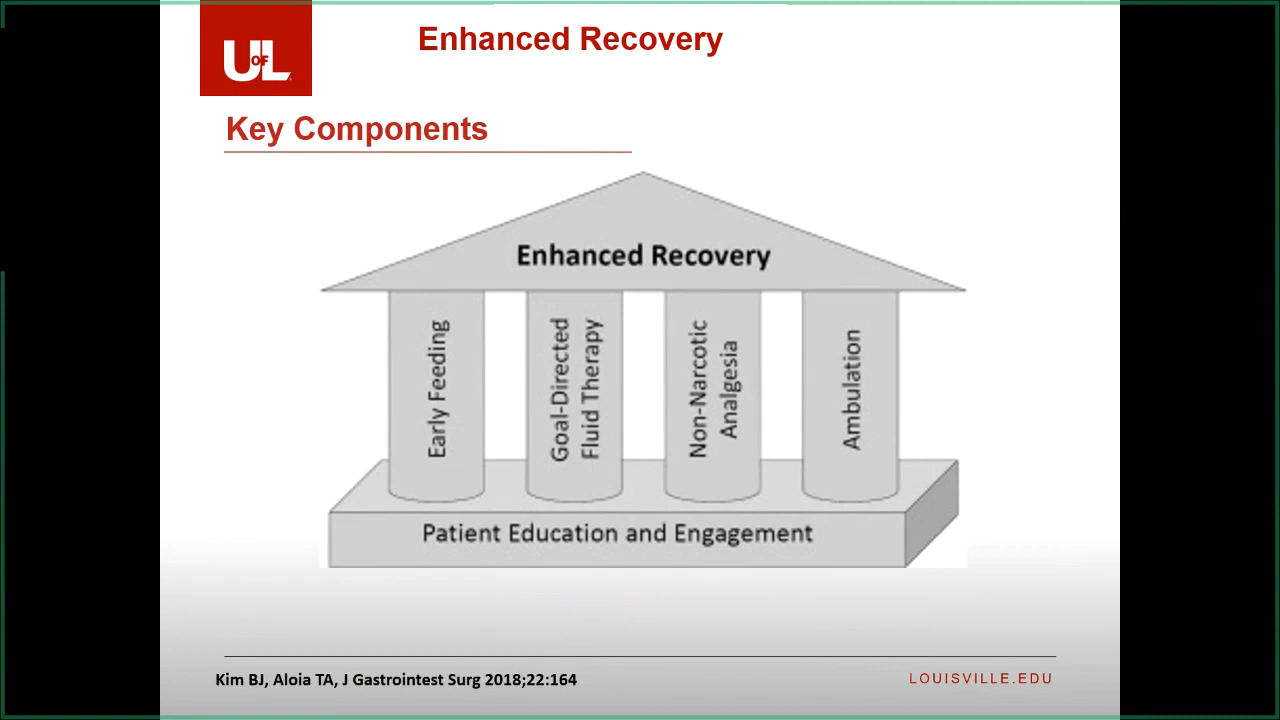 UOFL
Enhanced Recovery
Key Components
Enhanced Recovery
Early Feeding
Goal-Directed
Fluid Therapy
Non-Narcotic
Analgesia
Ambulation
Patient Education and Engagement
Kim BJ, Aloia TA, J Gastrointest Surg 2018;22:164
LOUISVILLE.EDU